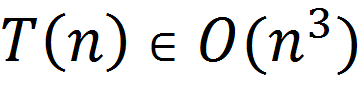 T(n) ∈ O(n³)